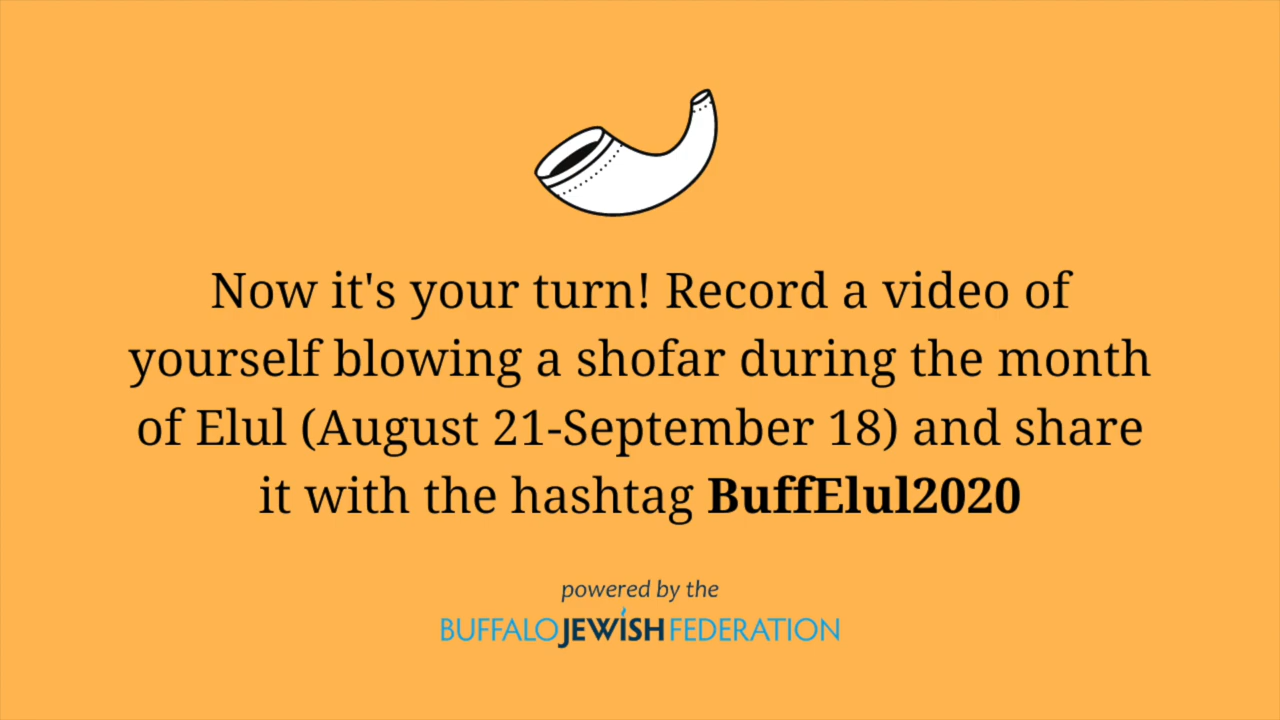 Now it's your turn! Record a video of
yourself blowing a shofar during the month
of Elul (August 21-September 18) and share
it with the hashtag BuffElul2020
powered by the
BUFFALOJEWISHFEDERATION